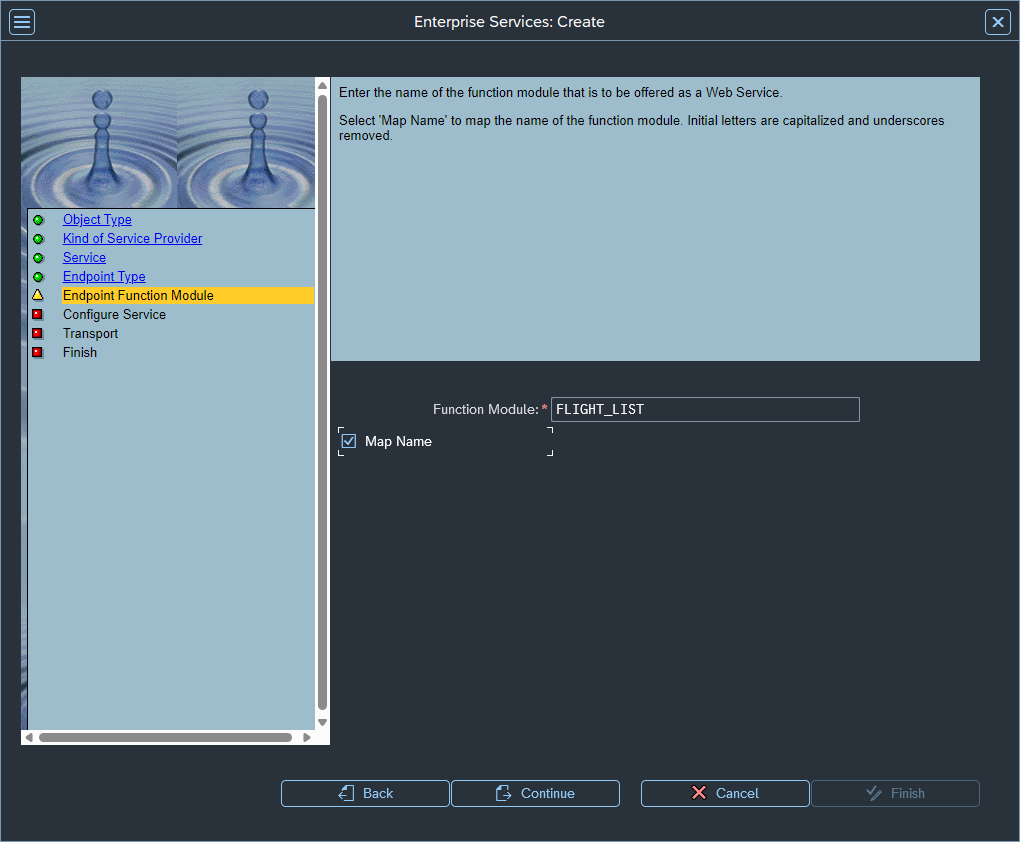 Enterprise Services: Create
Enter the name of the function module that is to be offered as a Web Service.
Select 'Map Name' to map the name of the function module. Initial letters are capitalized and underscores
removed.
Object Type
Kind of Service Provider
Service
Endpoint Type
Endpoint Function Module
Configure Service
Transport
Finish
Function Module: * FLIGHT_LIST
Map Name
Back Continue Cancel Finish